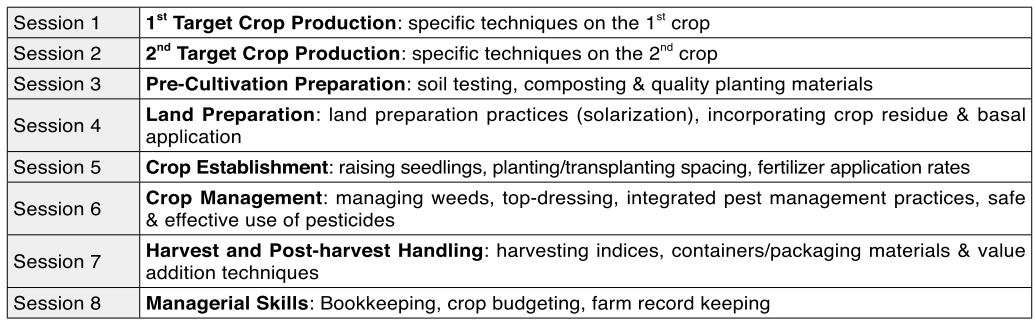 Session 1 1st Target Crop Production: specific techniques on the 1st crop
Session 2 2nd Target Crop Production: specific techniques on the 2nd crop
Session 3 Pre-Cultivation Preparation: soil testing, composting & quality planting materials
Session 4 Land Preparation: land preparation practices (solarization), incorporating crop residue & basal
application
Session 5 Crop Establishment: raising seedlings, planting/transplanting spacing, fertilizer application rates
Session 6 Crop Management: managing weeds, top-dressing, integrated pest management practices, safe
& effective use of pesticides
Session 7 Harvest and Post-harvest Handling: harvesting indices, containers/packaging materials & value
addition techniques
Session 8 Managerial Skills: Bookkeeping, crop budgeting, farm record keeping